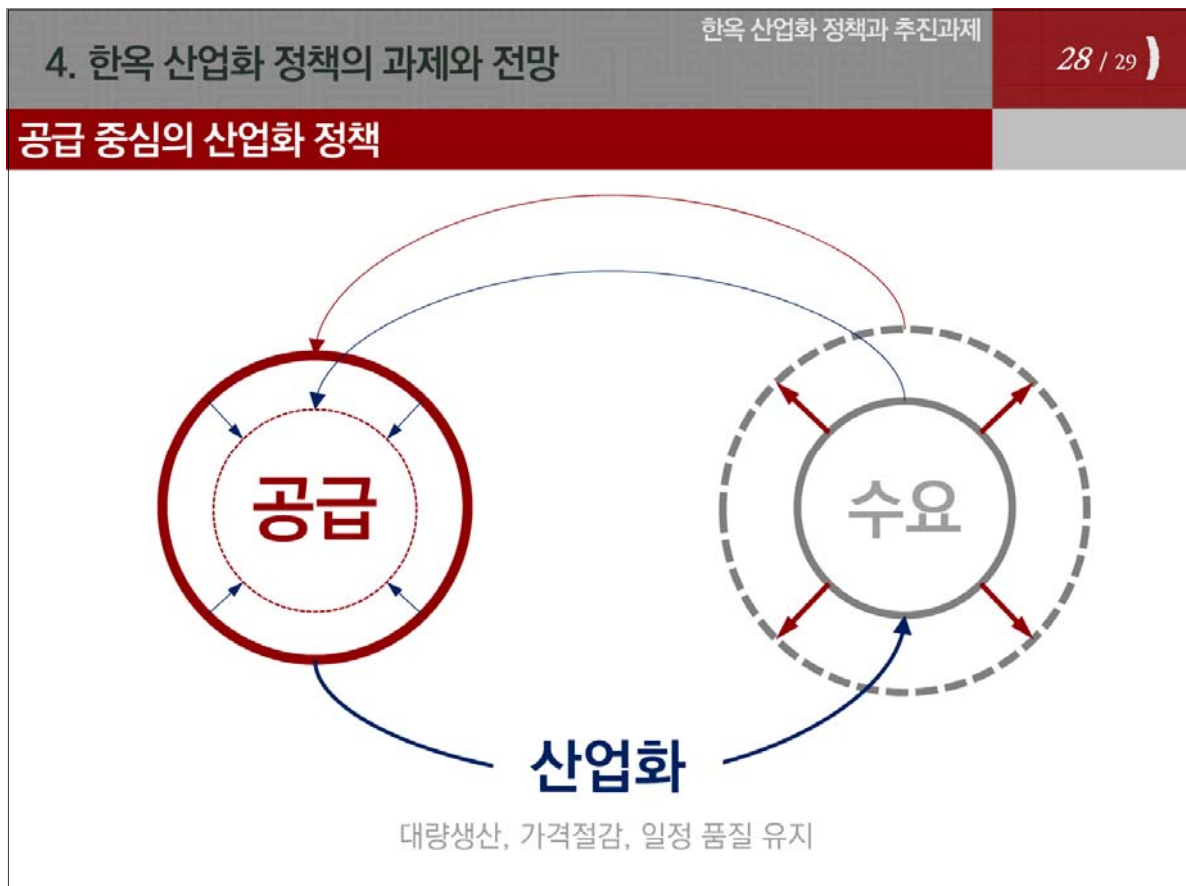 한옥 산업화 정책과 추진과제
4. 한옥 산업화 정책의 과제와 전망
28 / 29
공급 중심의 산업화 정책
공급
수요
산업화
대량생산, 가격절감, 일정 품질 유지